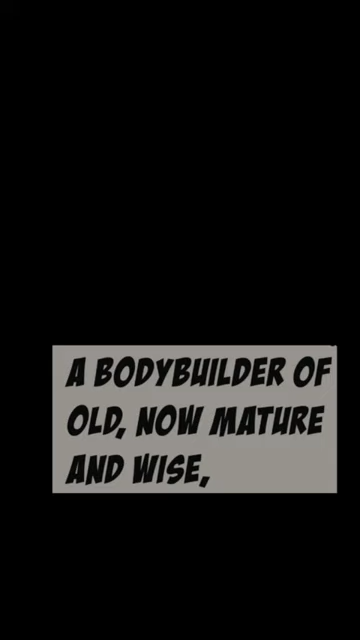 A BODYBUILDER OF
OLD, NOW MATURE
AND WISE,